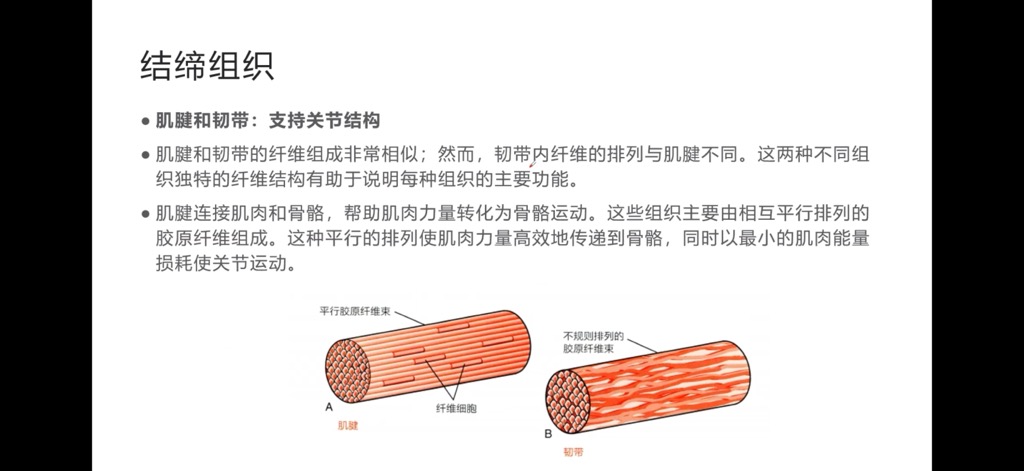 结缔组织
● 肌腱和韧带：支持关节结构
● 肌腱和韧带的纤维组成非常相似；然而，韧带内纤维的排列与肌腱不同。这两种不同组
织独特的纤维结构有助于说明每种组织的主要功能。
● 肌腱连接肌肉和骨骼，帮助肌肉力量转化为骨骼运动。这些组织主要由相互平行排列的
胶原纤维组成。这种平行的排列使肌肉力量高效地传递到骨骼，同时以最小的肌肉能量
损耗使关节运动。
平行胶原纤维束
纤维细胞
A
肌腱
不规则排列的
胶原纤维束
B
韧带